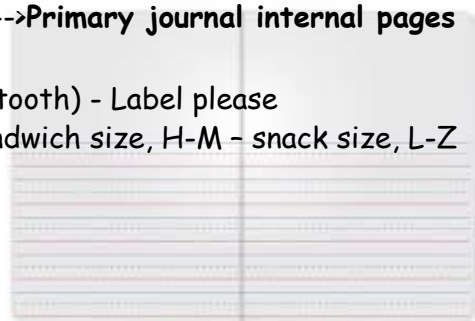 ->Primary journal internal pages
tooth) - Label please
ndwich size, H-M – snack size, L-Z